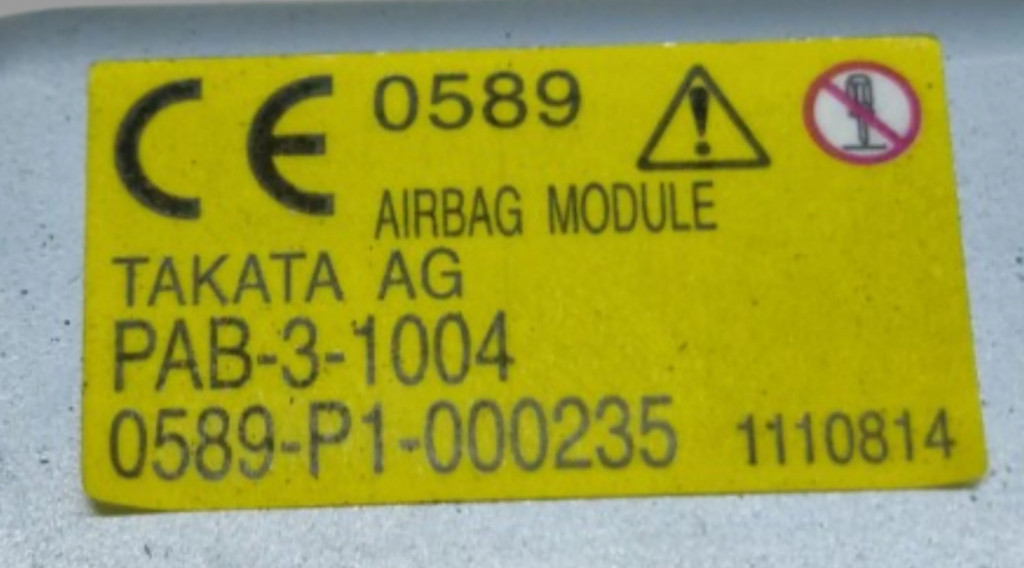 CE 0589
AIRBAG MODULE
TAKATA AG
PAB-3-1004
0589-P1-000235 1110814